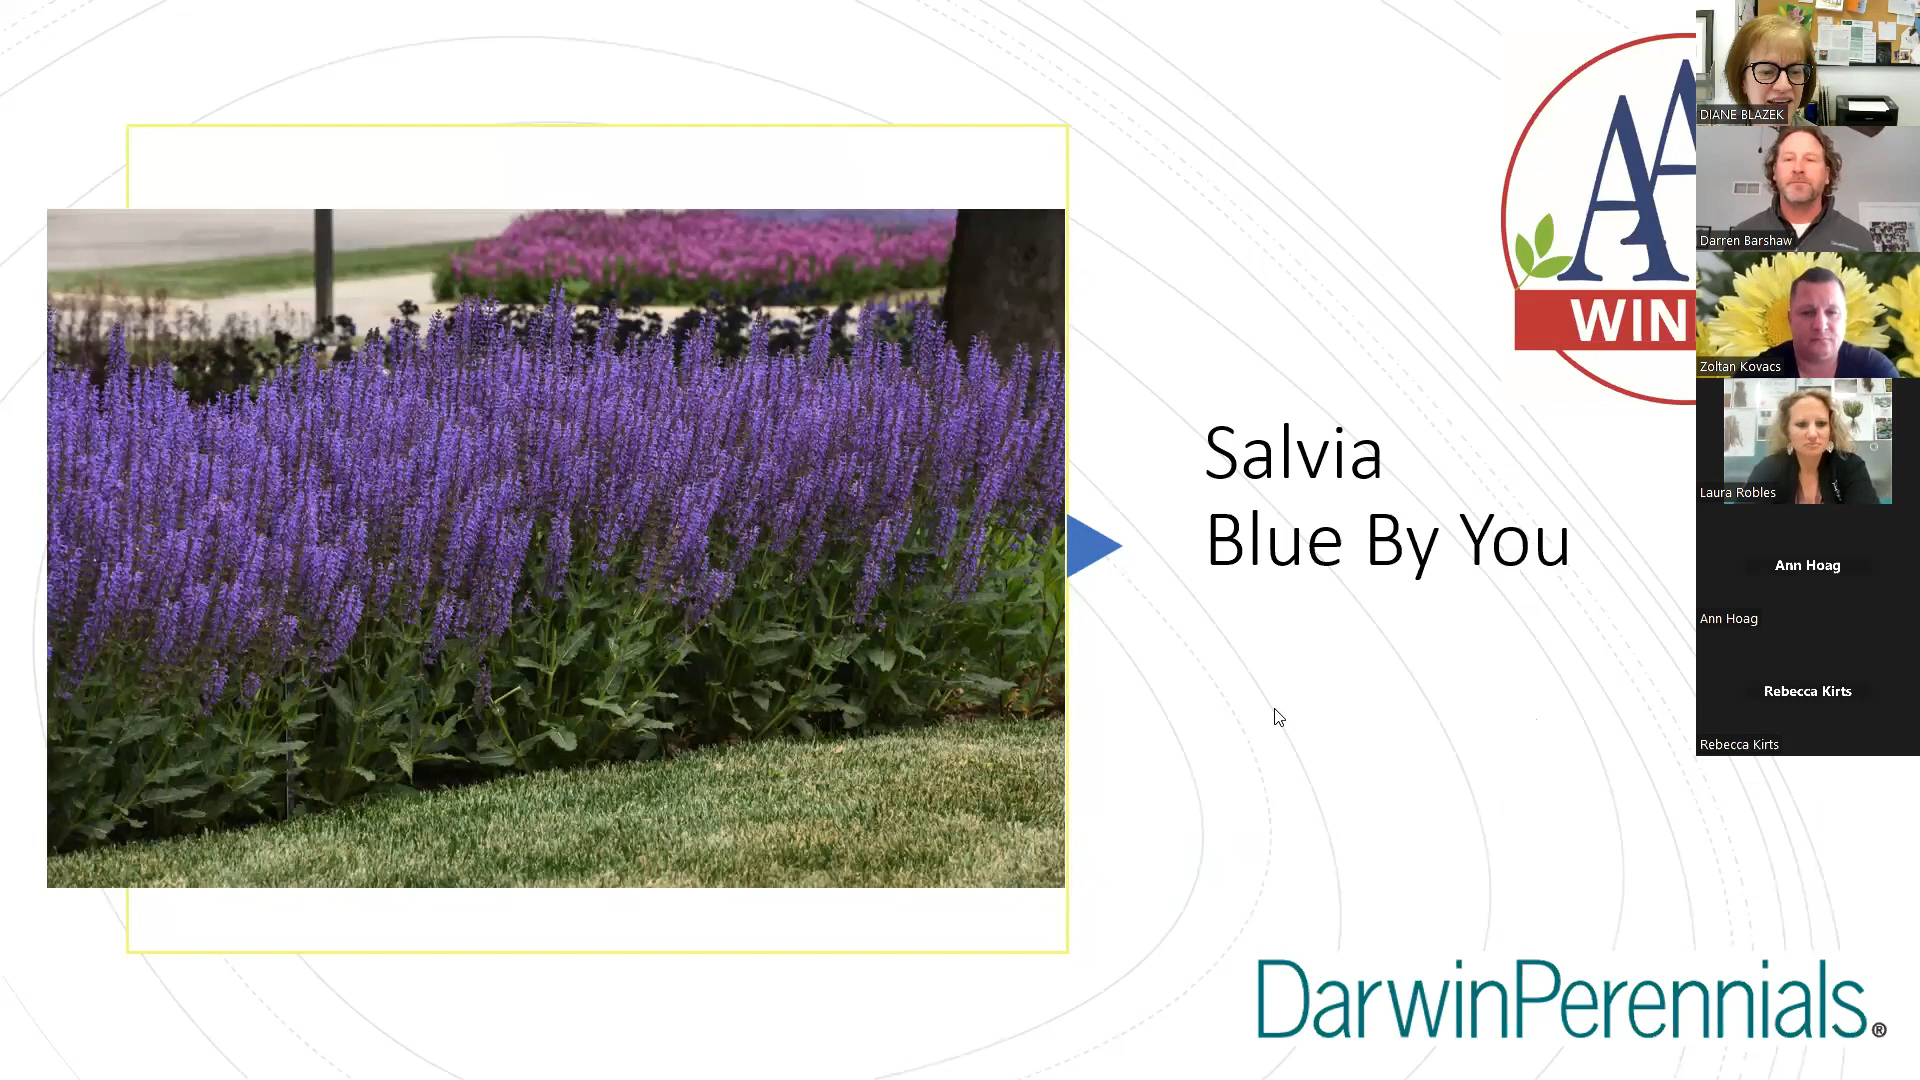 AA
WIN
Salvia
Blue By You
DarwinPerennials®
DIANE BLAZEK
Darren Barshaw
Zoltan Kovacs
Laura Robles
Ann Hoag
Ann Hoag
Rebecca Kirts
Rebecca Kirts